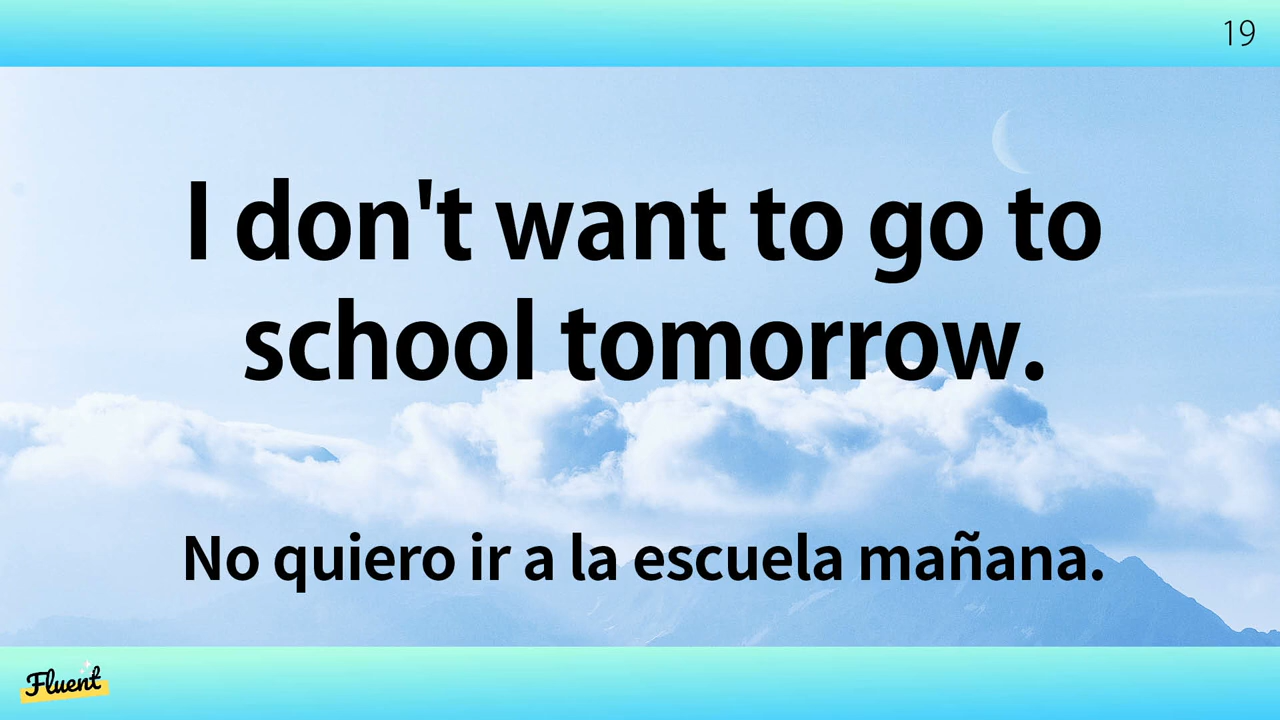 19
I don't want to go to
school tomorrow.
No quiero ir a la escuela mañana.
Fluent